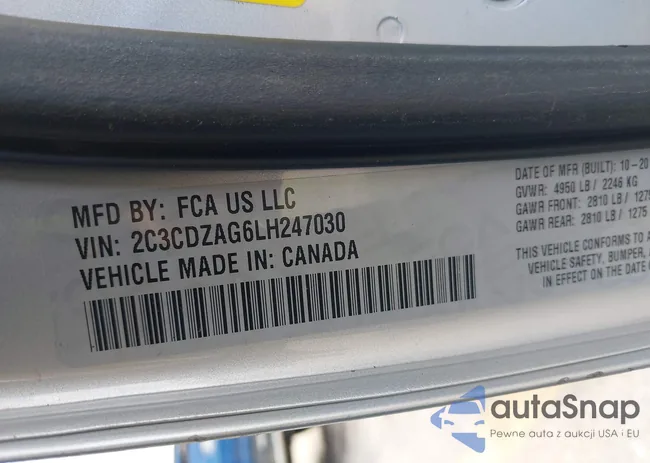 MFD BY: FCA US LLC
VIN: 2C3CDZAG6LH247030
VEHICLE MADE IN: CANADA
DATE OF MFR (BUILT): 10-20
GVWR: 4950 LB / 2246 KG
GAWR FRONT: 2810 LB / 1275
GAWR REAR: 2810 LB / 1275
THIS VEHICLE CONFORMS TO
VEHICLE SAFETY, BUMPER,
IN EFFECT ON THE DATE
autoSnap
Pewne auta z aukcji USA i EU